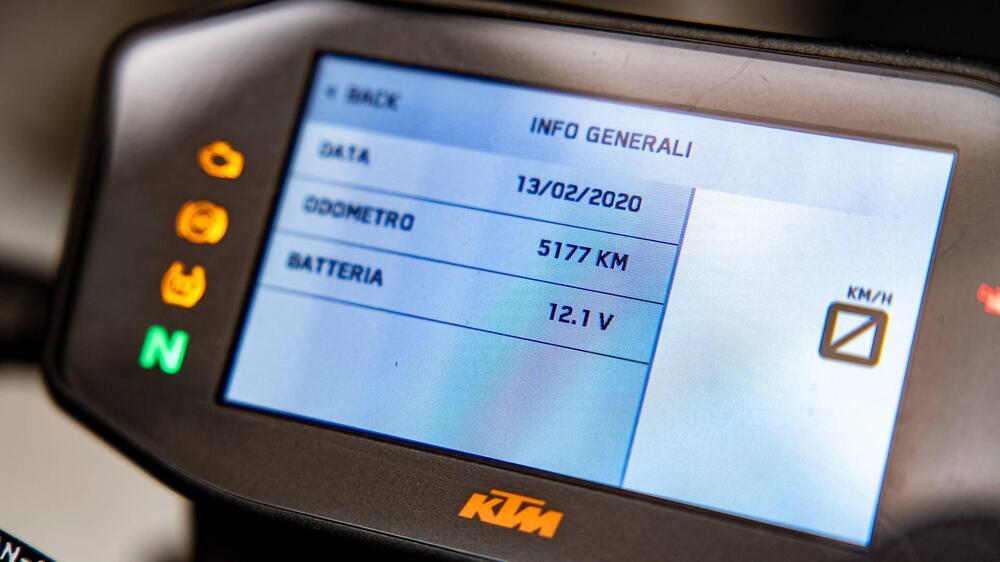 < BACK
INFO GENERALI
DATA
13/02/2020
ODOMETRO
5177 KM
BATTERIA
12.1 V
KM/H
N
KTM